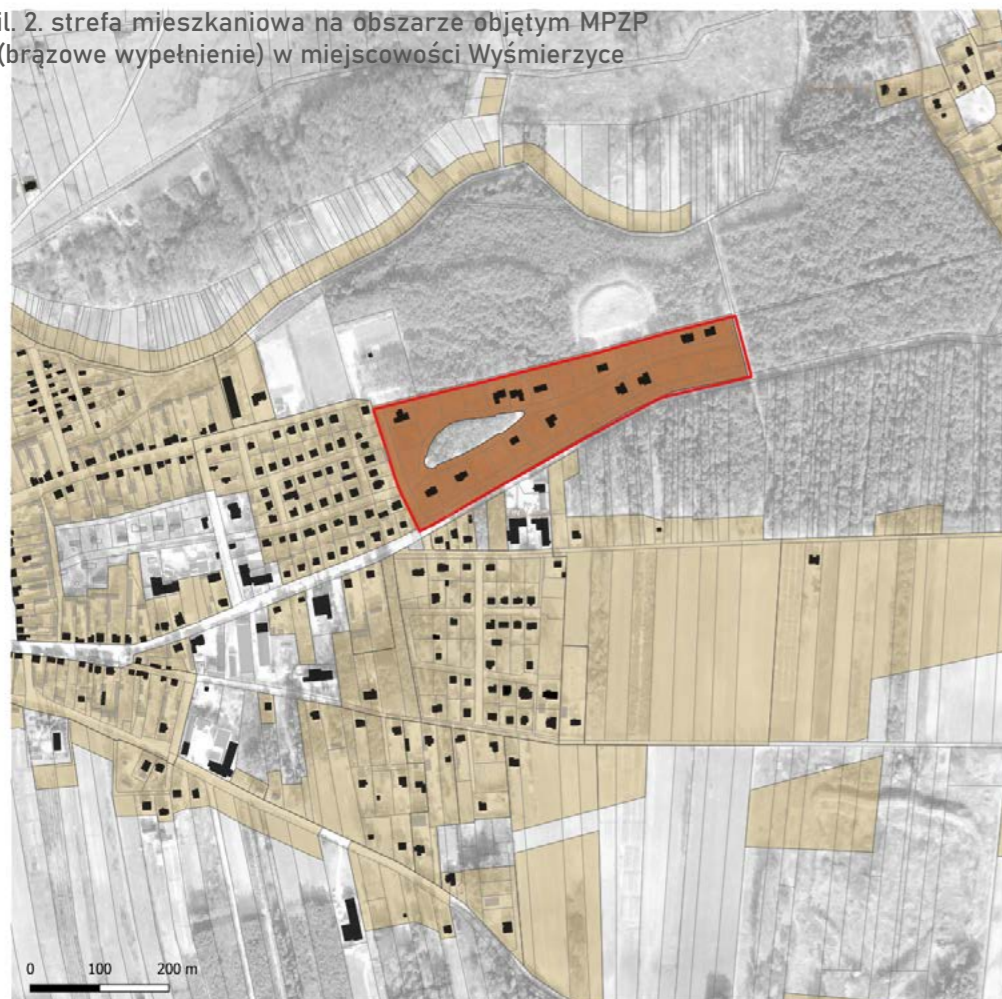 il. 2. strefa mieszkaniowa na obszarze objętym MPZP
(brązowe wypełnienie) w miejscowości Wyśmierzyce
0 100 200 m